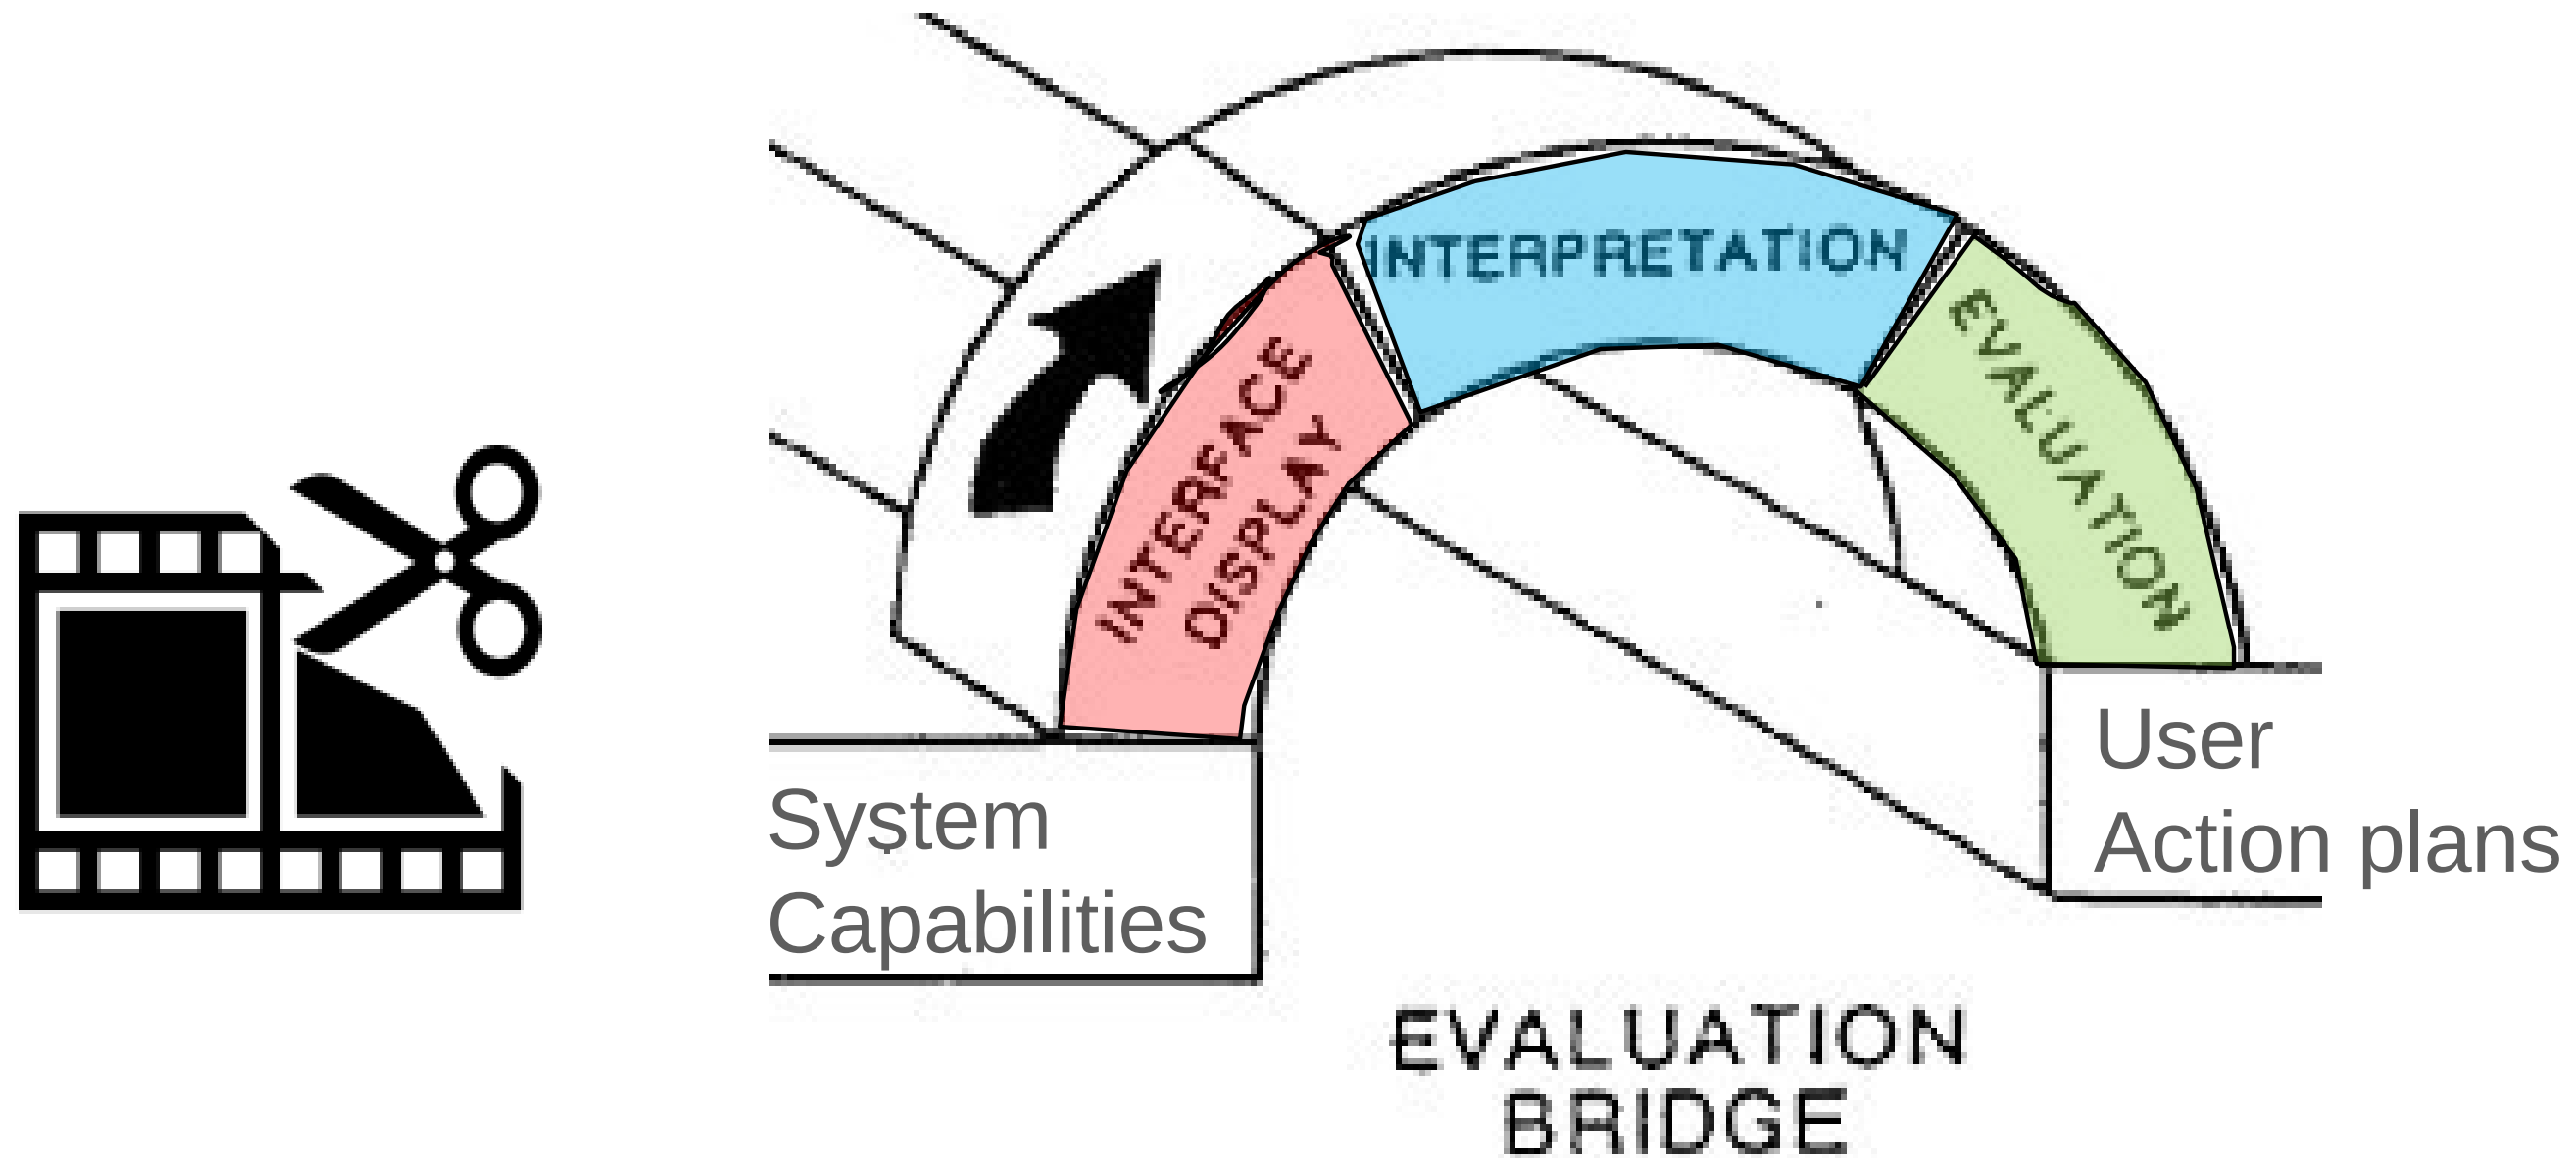 INTERPRETATION
INTERFACE
DISPLAY
EVALUATION
System
Capabilities
User
Action plans
EVALUATION
BRIDGE